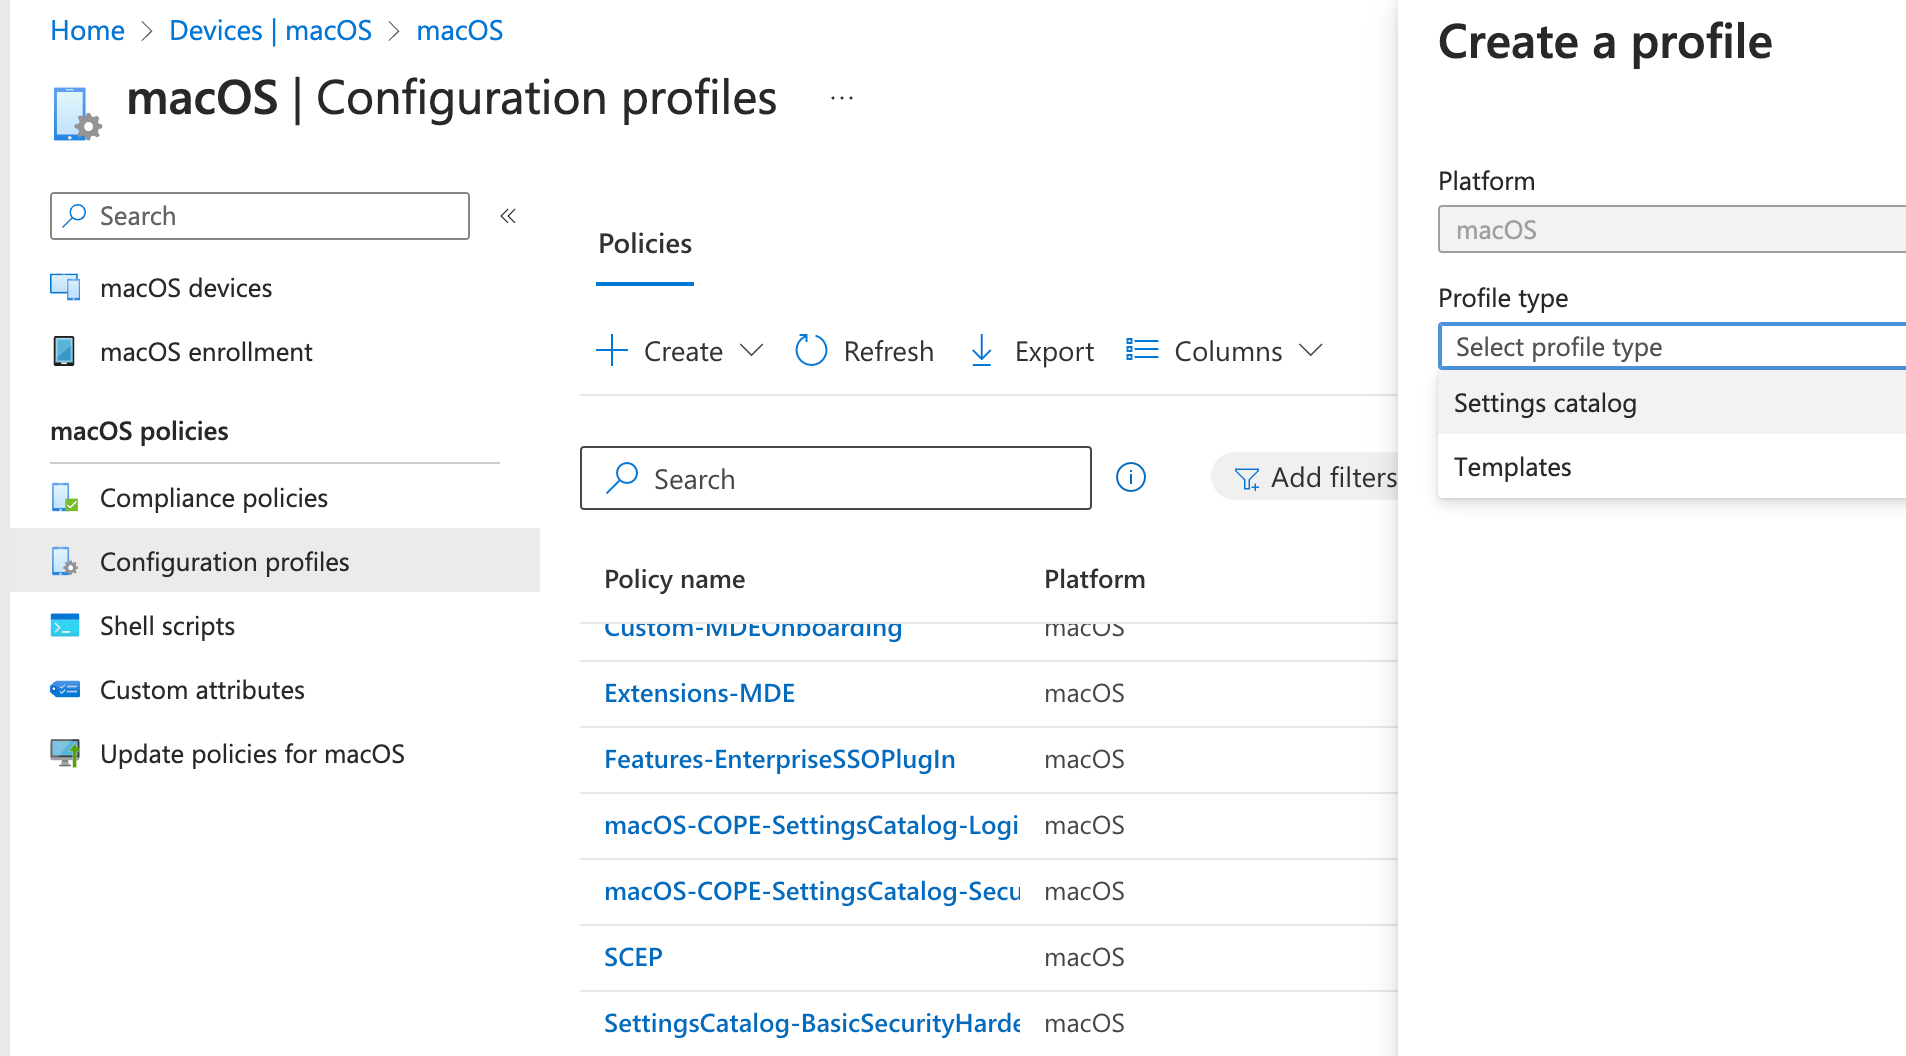 Home > Devices | macOS > macOS
macOS | Configuration profiles ...
Search «
macOS devices
macOS enrollment
macOS policies
Compliance policies
Configuration profiles
Shell scripts
Custom attributes
Update policies for macOS
Policies
Create Refresh Export Columns
Search Add filters
Policy name Platform
Custom-MDEOnboarding macOS
Extensions-MDE macOS
Features-EnterpriseSSOPlugIn macOS
macOS-COPE-SettingsCatalog-Logi macOS
macOS-COPE-SettingsCatalog-Secu macOS
SCEP macOS
SettingsCatalog-BasicSecurityHarde macOS
Create a profile
Platform
macOS
Profile type
Select profile type
Settings catalog
Templates